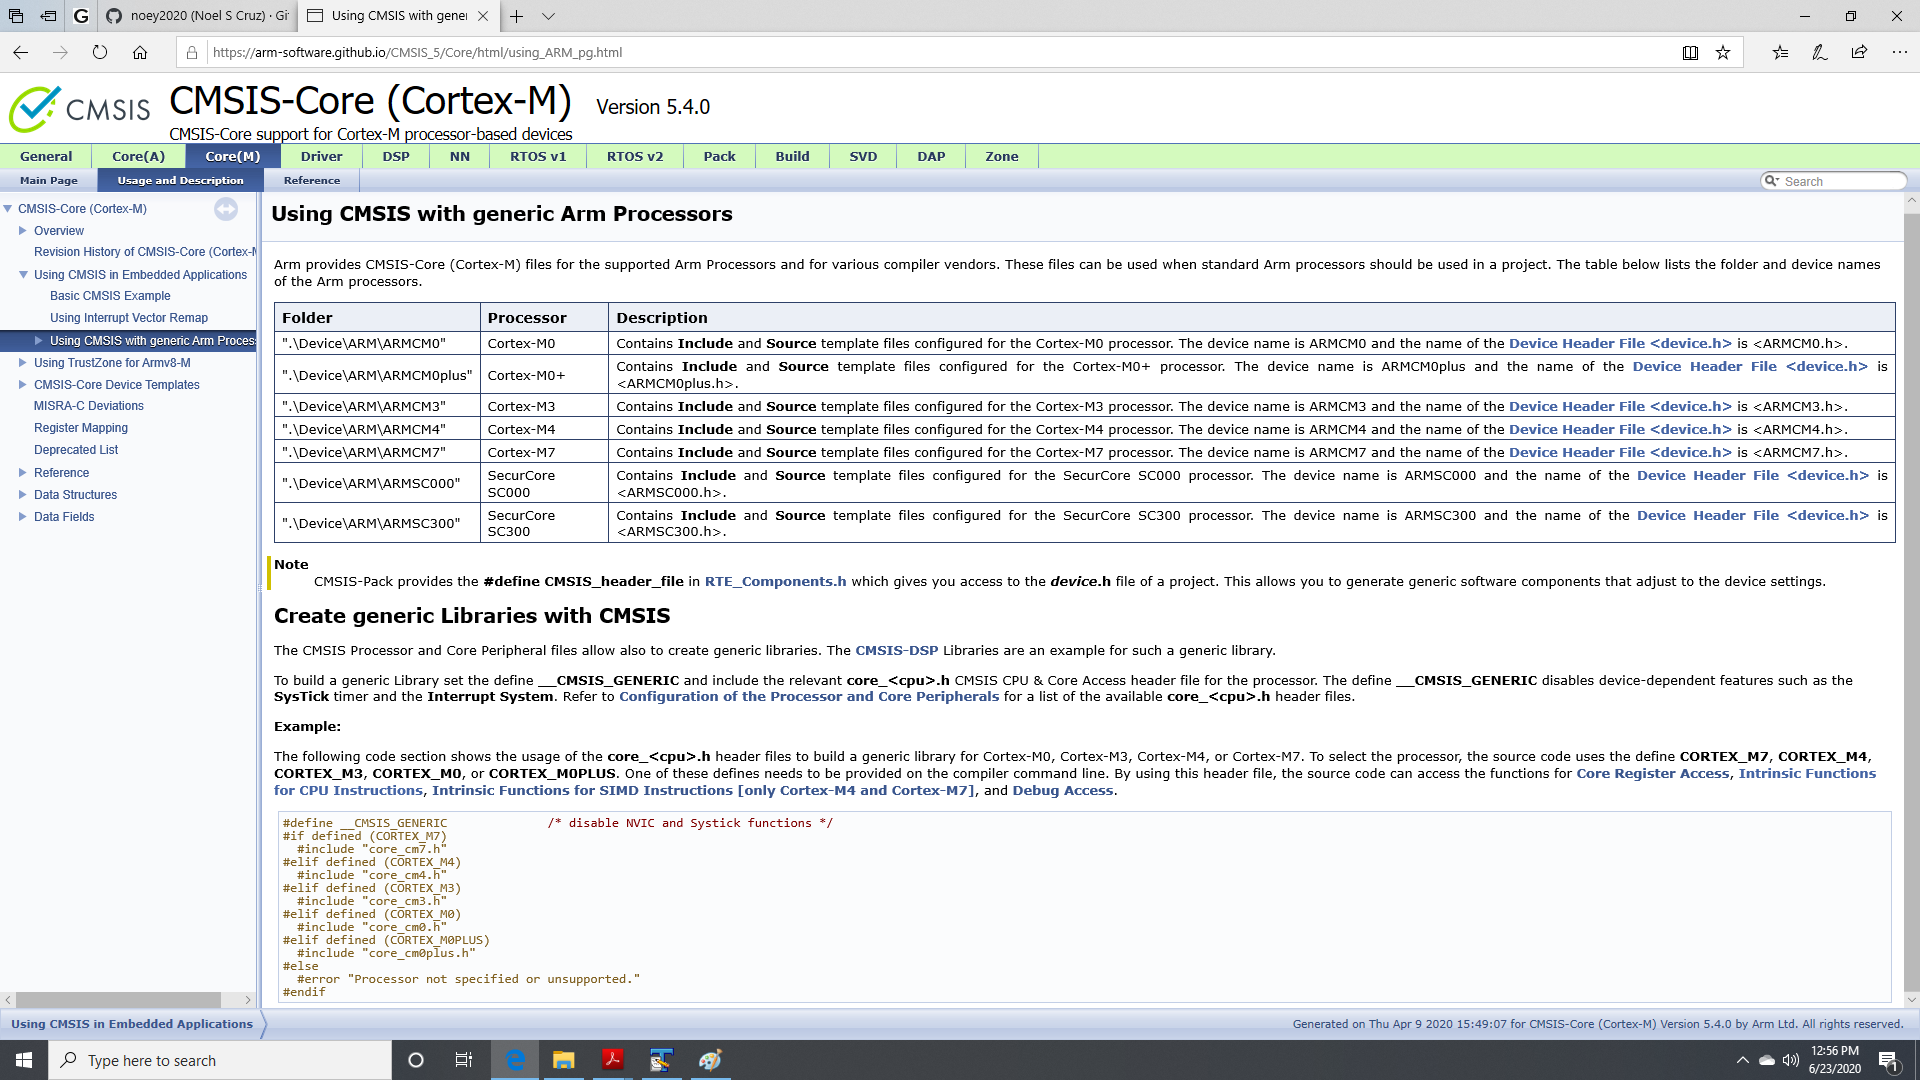 noey2020 (Noel S Cruz) · Gi
Using CMSIS with gene
https://arm-software.github.io/CMSIS_5/Core/html/using_ARM_pg.html
CMSIS
CMSIS-Core (Cortex-M) Version 5.4.0
CMSIS-Core support for Cortex-M processor-based devices
General Core(A) Core(M) Driver DSP NN RTOS v1 RTOS v2 Pack Build SVD DAP Zone
Main Page Usage and Description Reference Search
CMSIS-Core (Cortex-M)
Overview
Revision History of CMSIS-Core (Cortex-M
Using CMSIS in Embedded Applications
Basic CMSIS Example
Using Interrupt Vector Remap
Using CMSIS with generic Arm Process
Using TrustZone for Armv8-M
CMSIS-Core Device Templates
MISRA-C Deviations
Register Mapping
Deprecated List
Reference
Data Structures
Data Fields
Using CMSIS with generic Arm Processors
Arm provides CMSIS-Core (Cortex-M) files for the supported Arm Processors and for various compiler vendors. These files can be used when standard Arm processors should be used in a project. The table below lists the folder and device names
of the Arm processors.
Folder Processor Description
".\Device\ARM\ARMCM0" Cortex-M0 Contains Include and Source template files configured for the Cortex-M0 processor. The device name is ARMCM0 and the name of the Device Header File <device.h> is <ARMCM0.h>.
".\Device\ARM\ARMCM0plus" Cortex-M0+ Contains Include and Source template files configured for the Cortex-M0+ processor. The device name is ARMCM0plus and the name of the Device Header File <device.h> is
<ARMCM0plus.h>.
".\Device\ARM\ARMCM3" Cortex-M3 Contains Include and Source template files configured for the Cortex-M3 processor. The device name is ARMCM3 and the name of the Device Header File <device.h> is <ARMCM3.h>.
".\Device\ARM\ARMCM4" Cortex-M4 Contains Include and Source template files configured for the Cortex-M4 processor. The device name is ARMCM4 and the name of the Device Header File <device.h> is <ARMCM4.h>.
".\Device\ARM\ARMCM7" Cortex-M7 Contains Include and Source template files configured for the Cortex-M7 processor. The device name is ARMCM7 and the name of the Device Header File <device.h> is <ARMCM7.h>.
".\Device\ARM\ARMSC000" SecurCore SC000 Contains Include and Source template files configured for the SecurCore SC000 processor. The device name is ARMSC000 and the name of the Device Header File <device.h> is
<ARMSC000.h>.
".\Device\ARM\ARMSC300" SecurCore SC300 Contains Include and Source template files configured for the SecurCore SC300 processor. The device name is ARMSC300 and the name of the Device Header File <device.h> is
<ARMSC300.h>.
Note
CMSIS-Pack provides the #define CMSIS_header_file in RTE_Components.h which gives you access to the device.h file of a project. This allows you to generate generic software components that adjust to the device settings.
Create generic Libraries with CMSIS
The CMSIS Processor and Core Peripheral files allow also to create generic libraries. The CMSIS-DSP Libraries are an example for such a generic library.
To build a generic Library set the define __CMSIS_GENERIC and include the relevant core_<cpu>.h CMSIS CPU & Core Access header file for the processor. The define __CMSIS_GENERIC disables device-dependent features such as the
SysTick timer and the Interrupt System. Refer to Configuration of the Processor and Core Peripherals for a list of the available core_<cpu>.h header files.
Example:
The following code section shows the usage of the core_<cpu>.h header files to build a generic library for Cortex-M0, Cortex-M3, Cortex-M4, or Cortex-M7. To select the processor, the source code uses the define CORTEX_M7, CORTEX_M4,
CORTEX_M3, CORTEX_M0, or CORTEX_M0PLUS. One of these defines needs to be provided on the compiler command line. By using this header file, the source code can access the functions for Core Register Access, Intrinsic Functions
for CPU Instructions, Intrinsic Functions for SIMD Instructions [only Cortex-M4 and Cortex-M7], and Debug Access.
#define __CMSIS_GENERIC /* disable NVIC and Systick functions */
#if defined (CORTEX_M7)
#include "core_cm7.h"
#elif defined (CORTEX_M4)
#include "core_cm4.h"
#elif defined (CORTEX_M3)
#include "core_cm3.h"
#elif defined (CORTEX_M0)
#include "core_cm0.h"
#elif defined (CORTEX_M0PLUS)
#include "core_cm0plus.h"
#else
#error "Processor not specified or unsupported."
#endif
Using CMSIS in Embedded Applications
Generated on Thu Apr 9 2020 15:49:07 for CMSIS-Core (Cortex-M) Version 5.4.0 by Arm Ltd. All rights reserved.
Type here to search
12:56 PM
6/23/2020
1